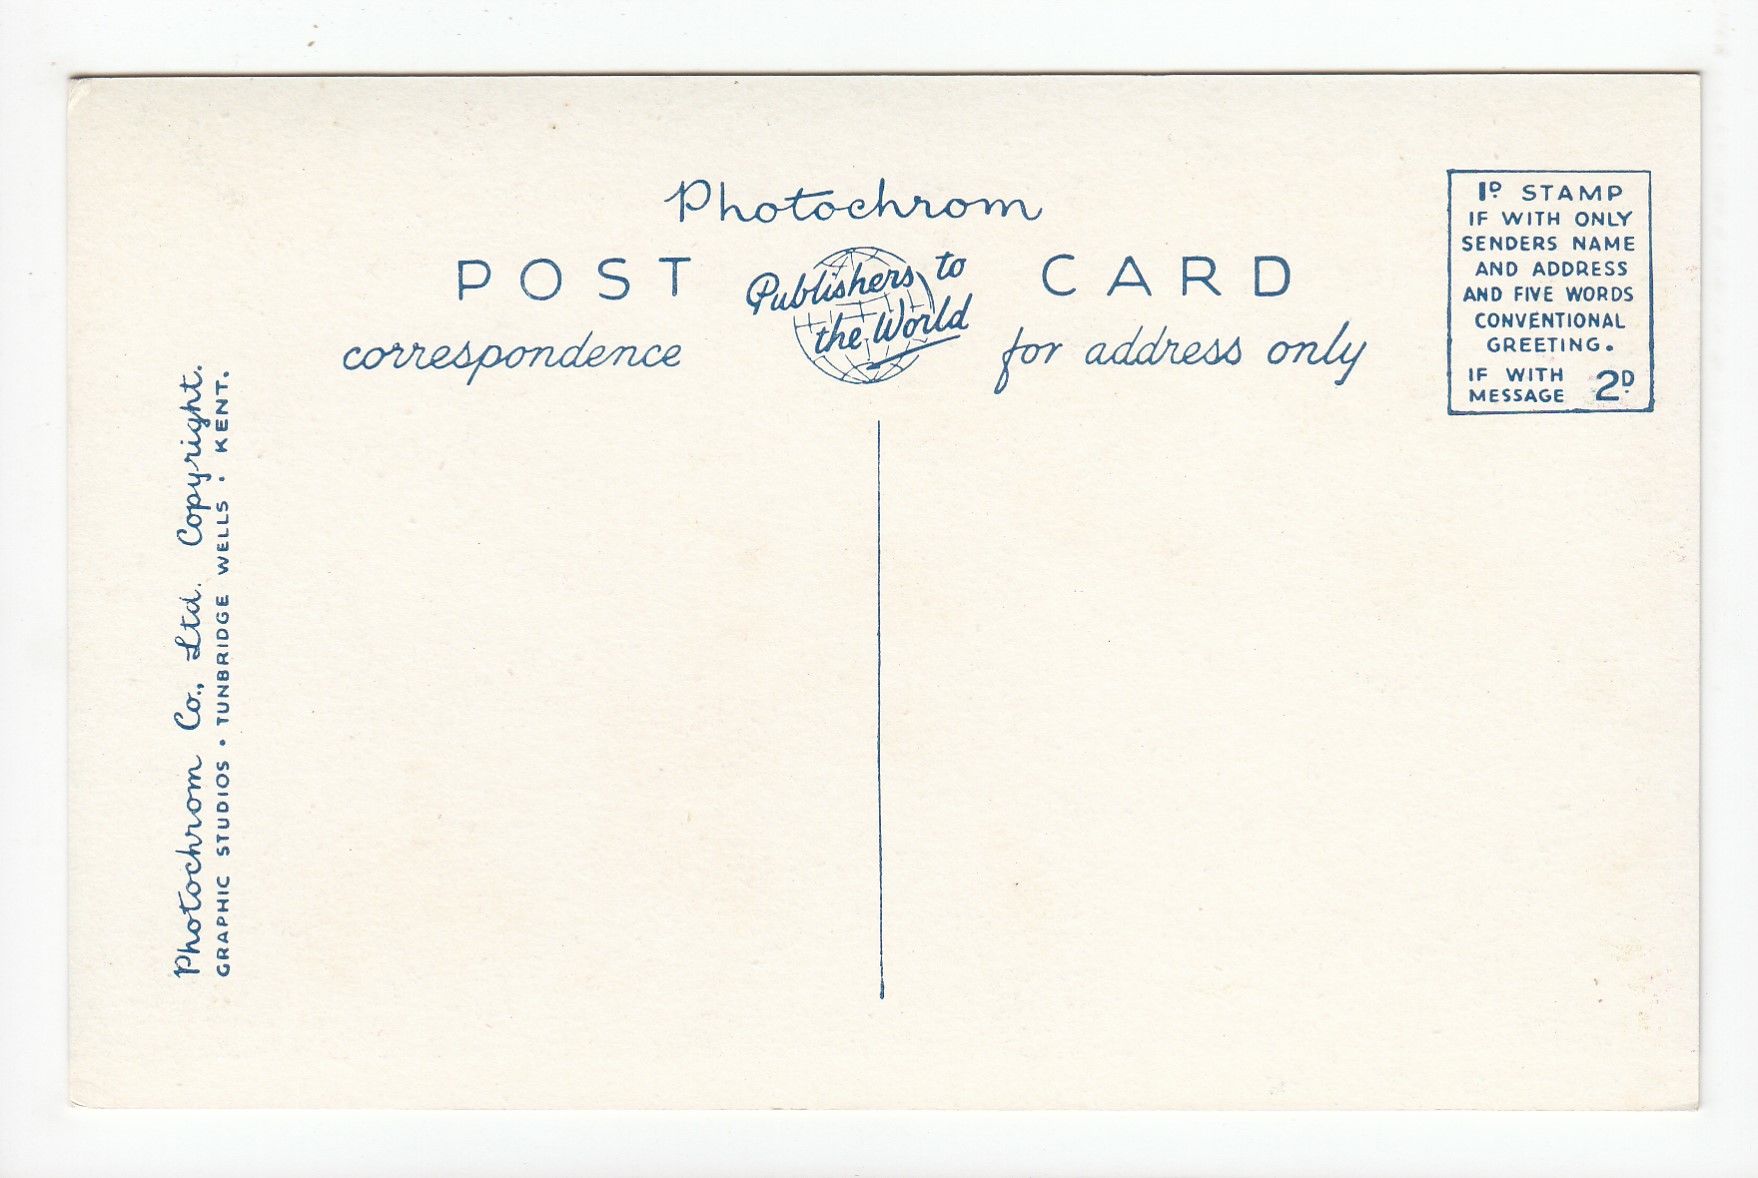 Photochrom
POST CARD
Publishers to
the World
correspondence
for address only
1D STAMP
IF WITH ONLY
SENDERS NAME
AND ADDRESS
AND FIVE WORDS
CONVENTIONAL
GREETING.
IF WITH
MESSAGE 2D
Photochrom Co., Ltd. Copyright.
GRAPHIC STUDIOS • TUNBRIDGE WELLS • KENT.